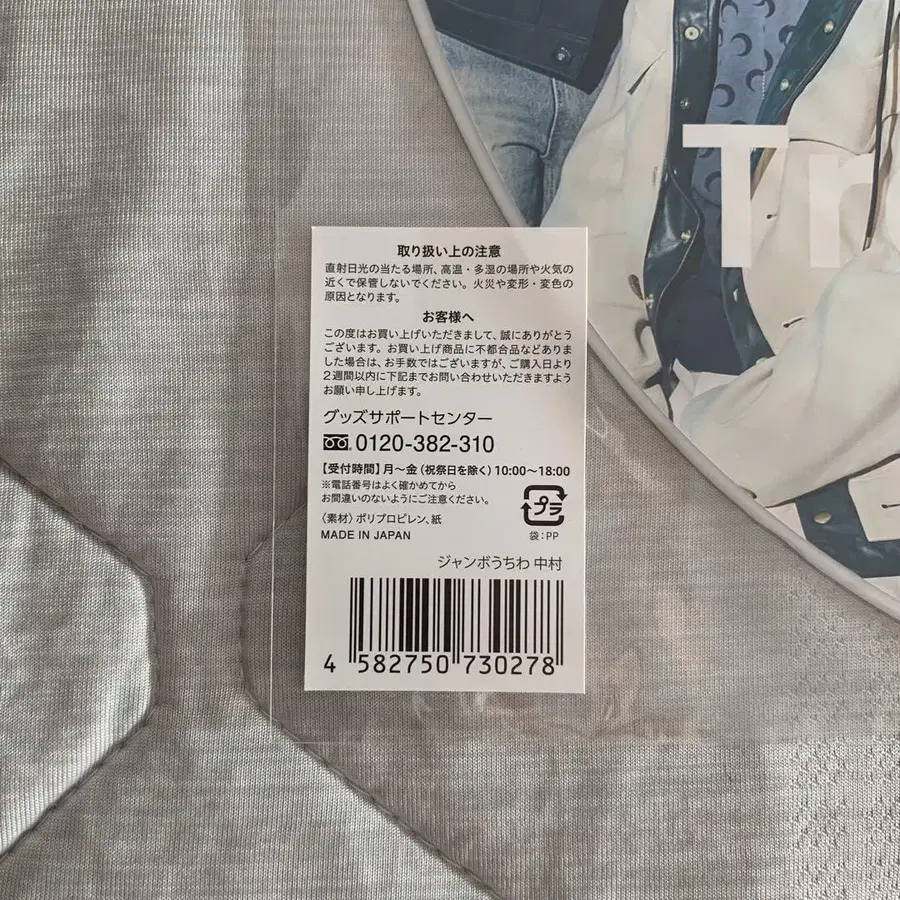 Tr
取り扱い上の注意
直射日光の当たる場所、高温・多湿の場所や火気の
近くで保管しないでください。火災や変形・変色の
原因となります。
お客様へ
この度はお買い上げいただきまして、誠にありがとう
ございます。お買い上げ商品に不都合品などありま
した場合は、お手数ではございますが、ご購入日より
2週間以内に下記までお問い合わせいただきますよう
お願い申し上げます。
グッズサポートセンター
0120-382-310
【受付時間】月〜金(祝祭日を除く)10:00〜18:00
※電話番号はよく確かめてから
お間違いのないようにご注意ください。
プラ
〈素材〉ポリプロピレン、紙
MADE IN JAPAN
袋:PP
ジャンボうちわ 中村
4 582750 730278